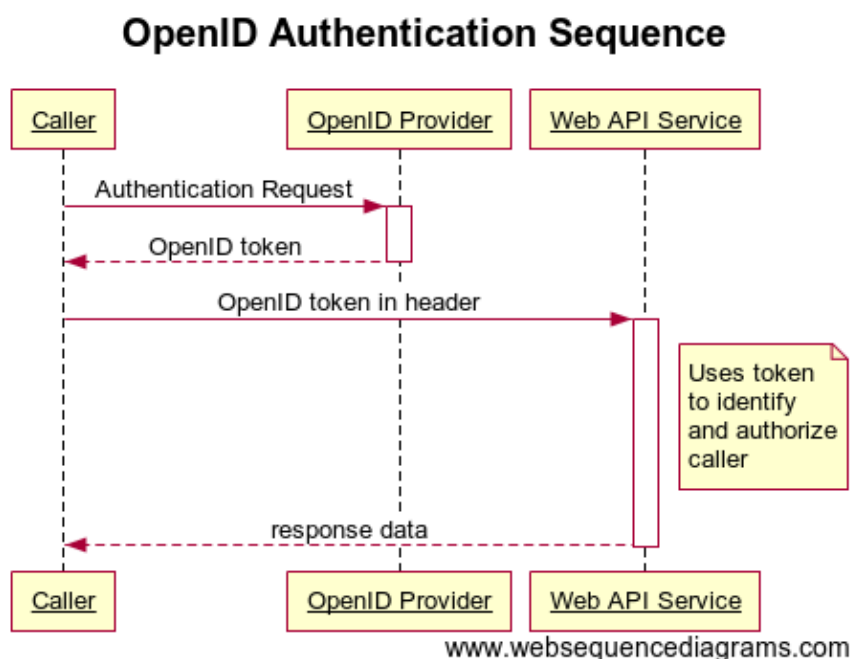 OpenID Authentication Sequence
Caller
OpenID Provider
Web API Service
Authentication Request
OpenID token
OpenID token in header
Uses token
to identify
and authorize
caller
response data
Caller
OpenID Provider
Web API Service
www.websequencediagrams.com